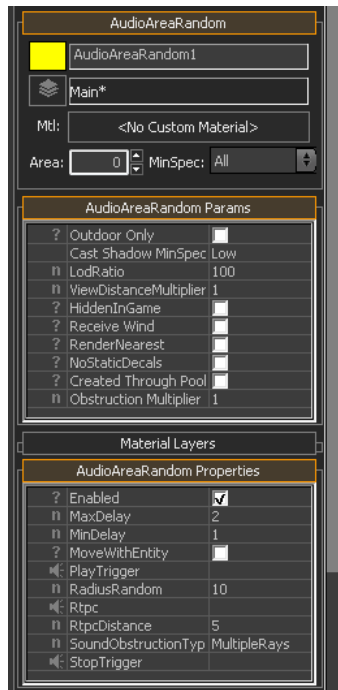 AudioAreaRandom
AudioAreaRandom1
Main*
Mtl: <No Custom Material>
Area: 0 MinSpec: All
AudioAreaRandom Params
? Outdoor Only
Cast Shadow MinSpec Low
n LodRatio 100
n ViewDistanceMultiplier 1
? HiddenInGame
? Receive Wind
? RenderNearest
? NoStaticDecals
? Created Through Pool
n Obstruction Multiplier 1
Material Layers
AudioAreaRandom Properties
? Enabled
n MaxDelay 2
n MinDelay 1
? MoveWithEntity
PlayTrigger
n RadiusRandom 10
Rtpc
n RtpcDistance 5
n SoundObstructionTyp MultipleRays
StopTrigger